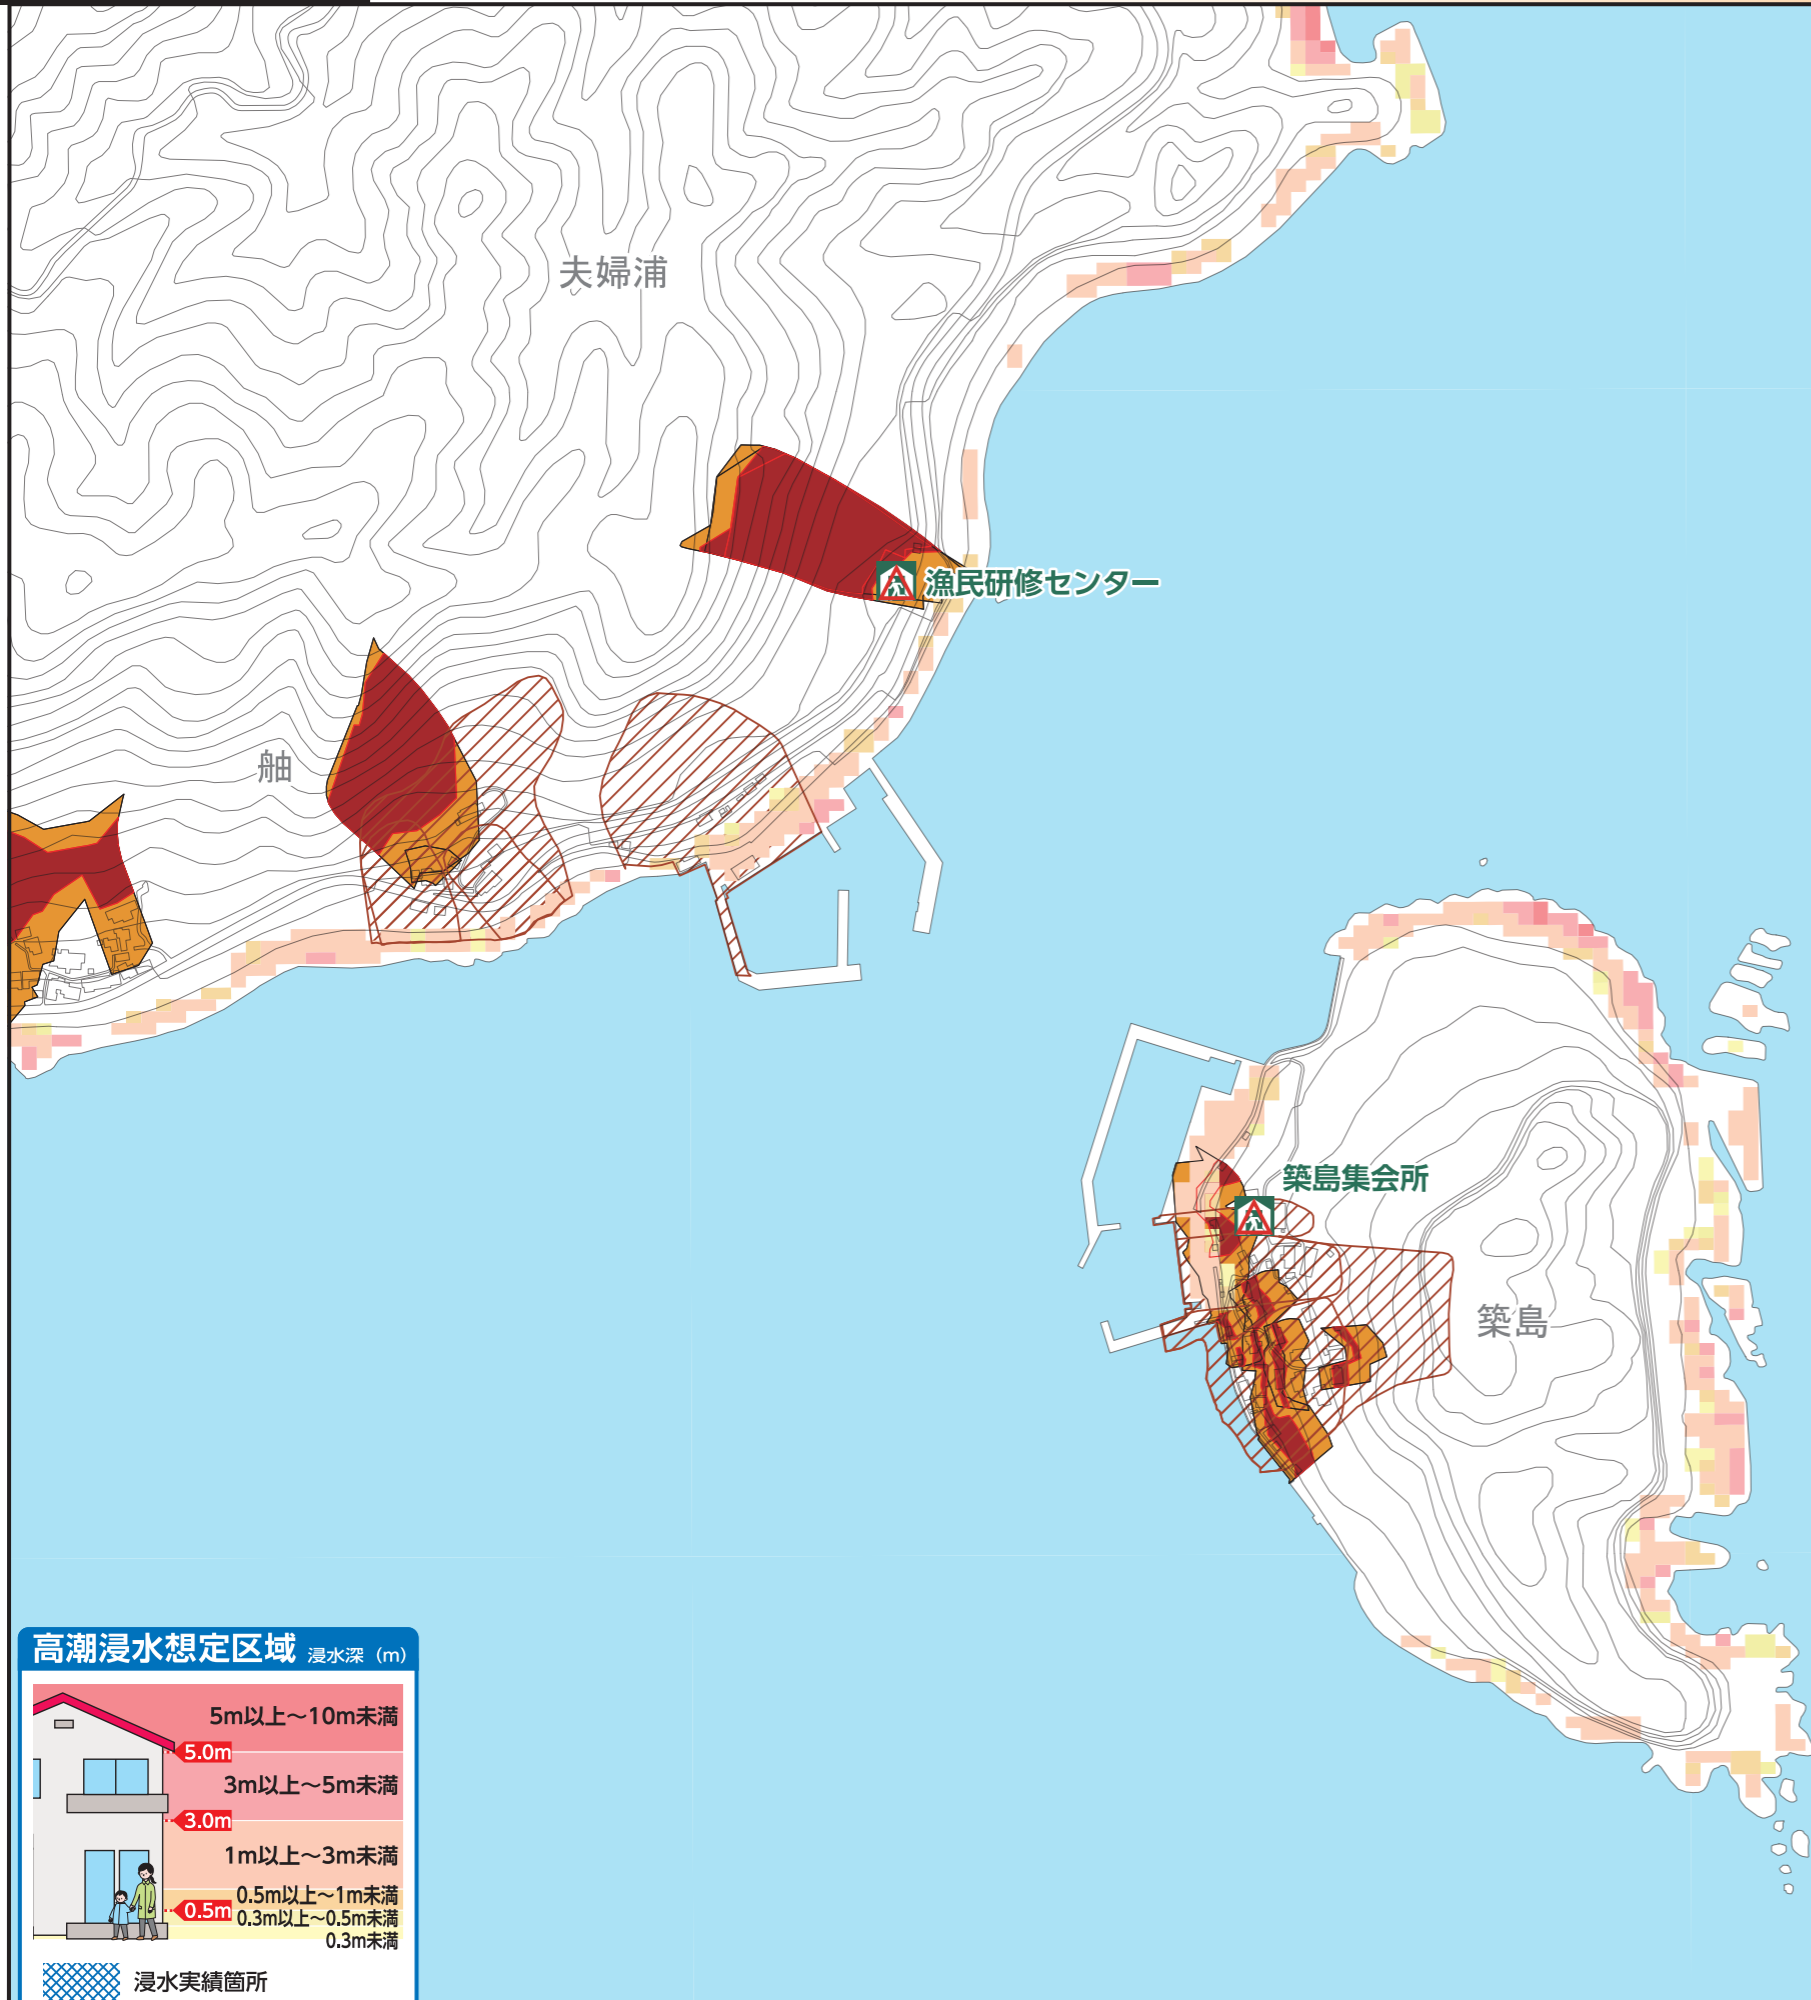 夫婦浦
漁民研修センター
舳
築島集会所
築島
高潮浸水想定区域 浸水深（m）
5m以上～10m未満
5.0m
3m以上～5m未満
3.0m
1m以上～3m未満
0.5m以上～1m未満
0.5m
0.3m以上～0.5m未満
0.3m未満
浸水実績箇所